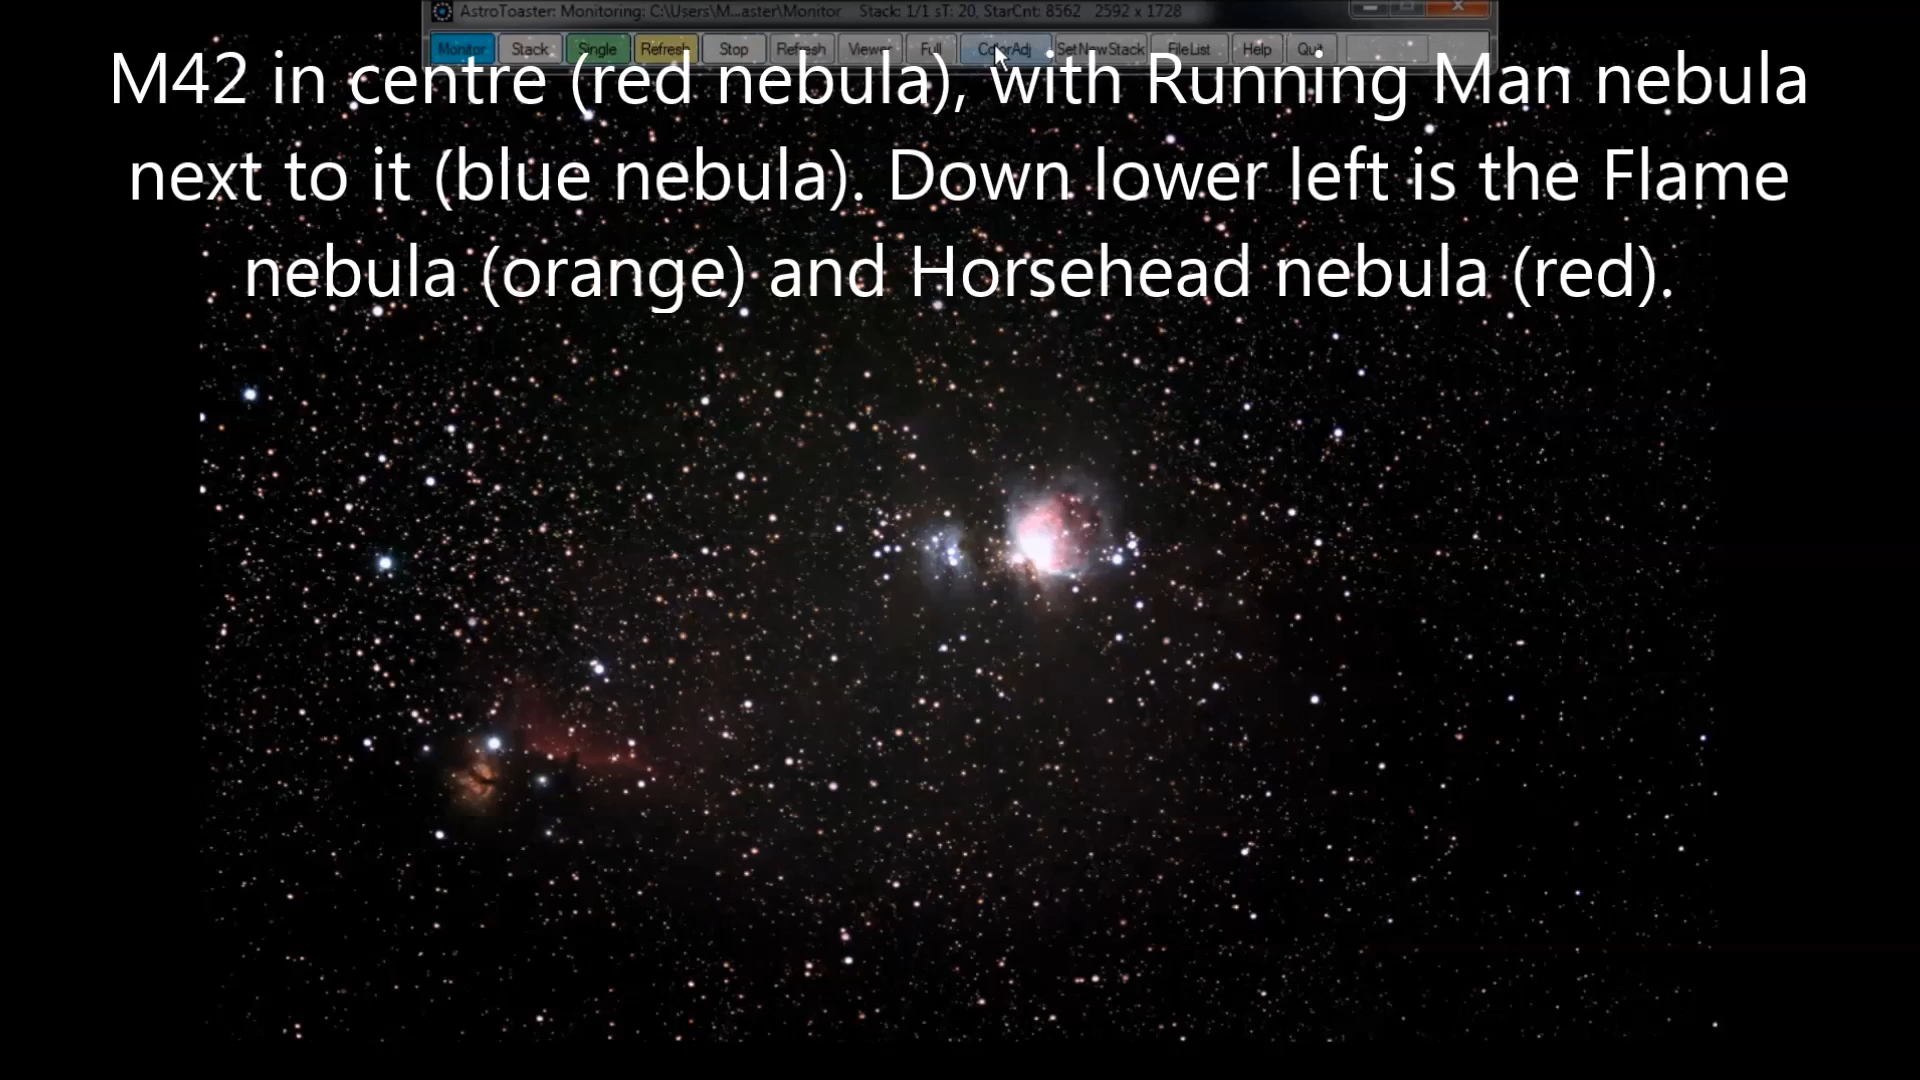 AstroToaster: Monitoring: C:\Users\M...aster\Monitor Stack: 1/1 sT: 20, StarCnt: 8562 2592 x 1728
Monitor Stack Single Refresh Stop Refresh Viewer Full ColorAdj SetNewStack FileList Help Quit
M42 in centre (red nebula), with Running Man nebula
next to it (blue nebula). Down lower left is the Flame
nebula (orange) and Horsehead nebula (red).